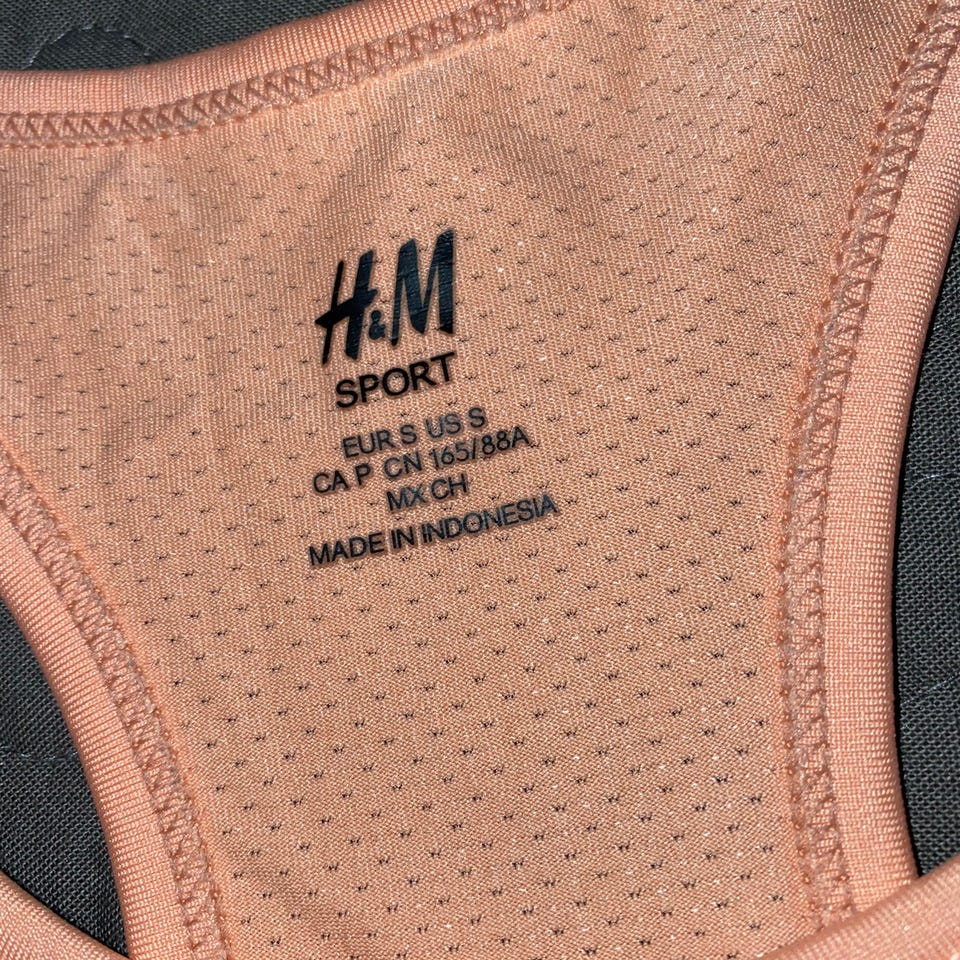 H&M
SPORT
EUR S US S
CA P CN 165/88A
MX CH
MADE IN INDONESIA